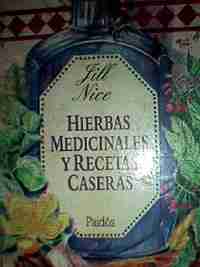 Jill
Nice
HIERBAS
MEDICINALES
Y RECETAS
CASERAS
Paidós